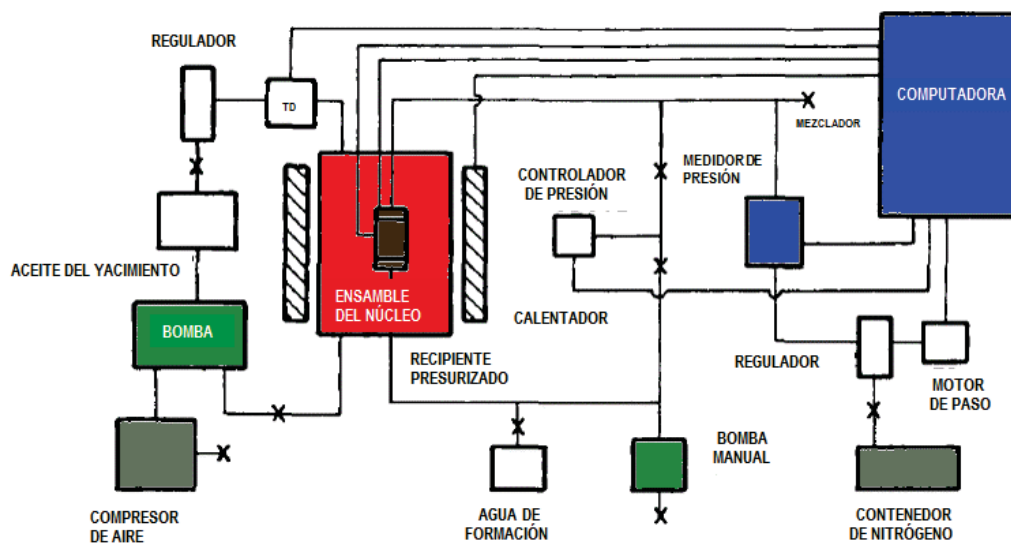 REGULADOR
TD
COMPUTADORA
MEZCLADOR
CONTROLADOR
DE PRESIÓN
MEDIDOR DE
PRESIÓN
ACEITE DEL YACIMIENTO
ENSAMBLE
DEL NÚCLEO
CALENTADOR
BOMBA
RECIPIENTE
PRESURIZADO
REGULADOR
MOTOR
DE PASO
BOMBA
MANUAL
COMPRESOR
DE AIRE
AGUA DE
FORMACIÓN
CONTENEDOR
DE NITRÓGENO